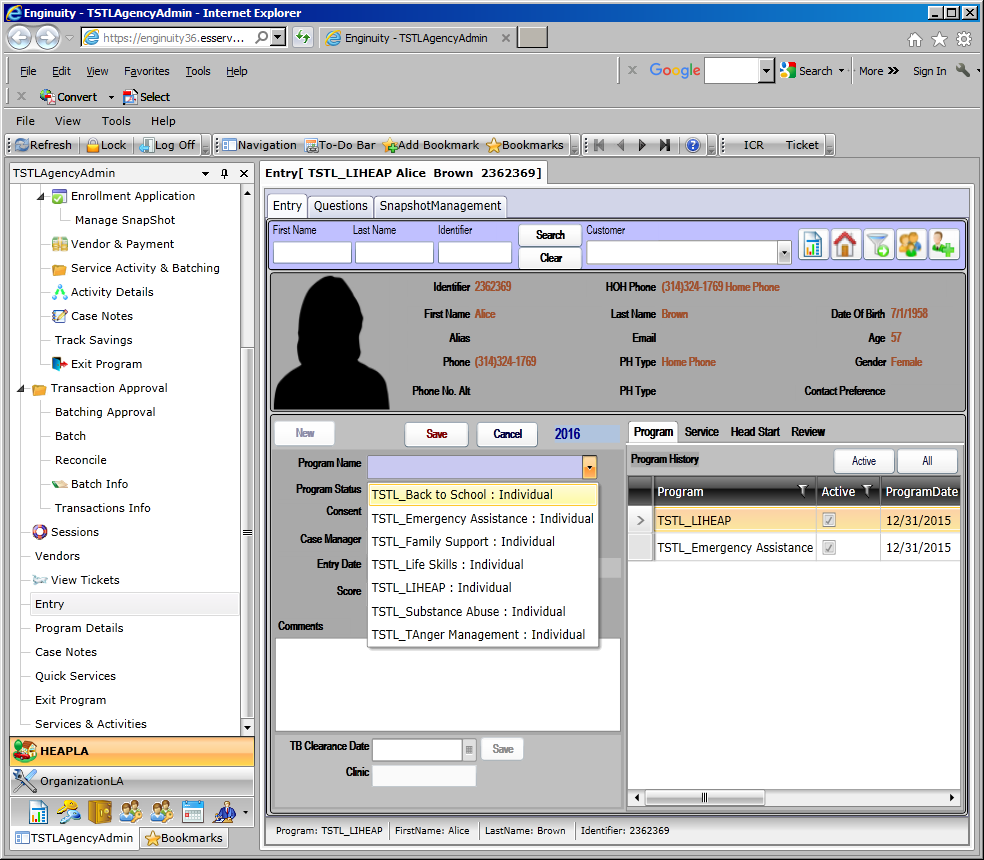 Enginuity - TSTLAgencyAdmin - Internet Explorer
https://enginuity36.esserv...
Enginuity - TSTLAgencyAdmin
File Edit View Favorites Tools Help
Google Search More Sign In
Convert Select
File View Tools Help
Refresh Lock Log Off Navigation To-Do Bar Add Bookmark Bookmarks ICR Ticket
TSTLAgencyAdmin
Enrollment Application
Manage SnapShot
Vendor & Payment
Service Activity & Batching
Activity Details
Case Notes
Track Savings
Exit Program
Transaction Approval
Batching Approval
Batch
Reconcile
Batch Info
Transactions Info
Sessions
Vendors
View Tickets
Entry
Program Details
Case Notes
Quick Services
Exit Program
Services & Activities
HEAPLA
OrganizationLA
TSTLAgencyAdmin Bookmarks
Entry[ TSTL_LIHEAP Alice Brown 2362369]
Entry Questions SnapshotManagement
First Name Last Name Identifier Search Customer
Clear
Identifier 2362369 HOH Phone (314)324-1769 Home Phone
First Name Alice Last Name Brown Date Of Birth 7/1/1958
Alias Email Age 57
Phone (314)324-1769 PH Type Home Phone Gender Female
Phone No. Alt PH Type Contact Preference
New Save Cancel 2016
Program Name
Program Status
Consent
Case Manager
Entry Date
Score
TSTL_Back to School : Individual
TSTL_Emergency Assistance : Individual
TSTL_Family Support : Individual
TSTL_Life Skills : Individual
TSTL_LIHEAP : Individual
TSTL_Substance Abuse : Individual
TSTL_TAnger Management : Individual
Comments
TB Clearance Date Save
Clinic
Program Service Head Start Review
Program History Active All
Program Active ProgramDate
TSTL_LIHEAP 12/31/2015
TSTL_Emergency Assistance 12/31/2015
Program: TSTL_LIHEAP FirstName: Alice LastName: Brown Identifier: 2362369